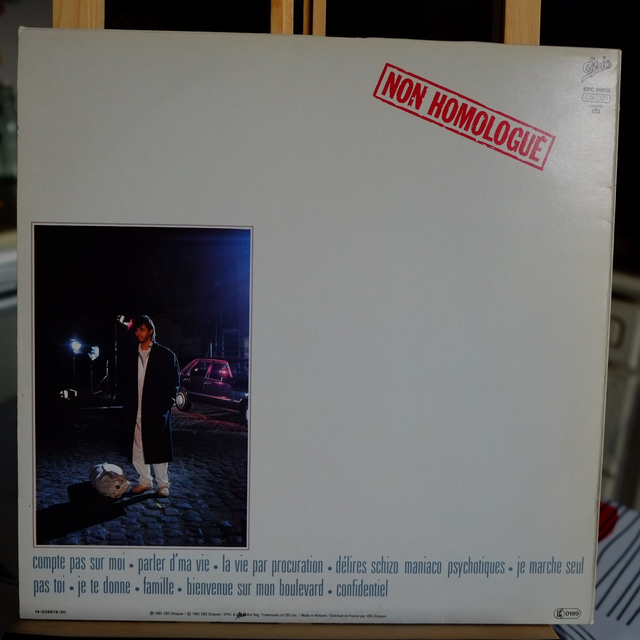 Epic
NON HOMOLOGUÉ
compte pas sur moi • parler d'ma vie • la vie par procuration • délires schizo maniaco psychotiques • je marche seul
pas toi • je te donne • famille • bienvenue sur mon boulevard • confidentiel